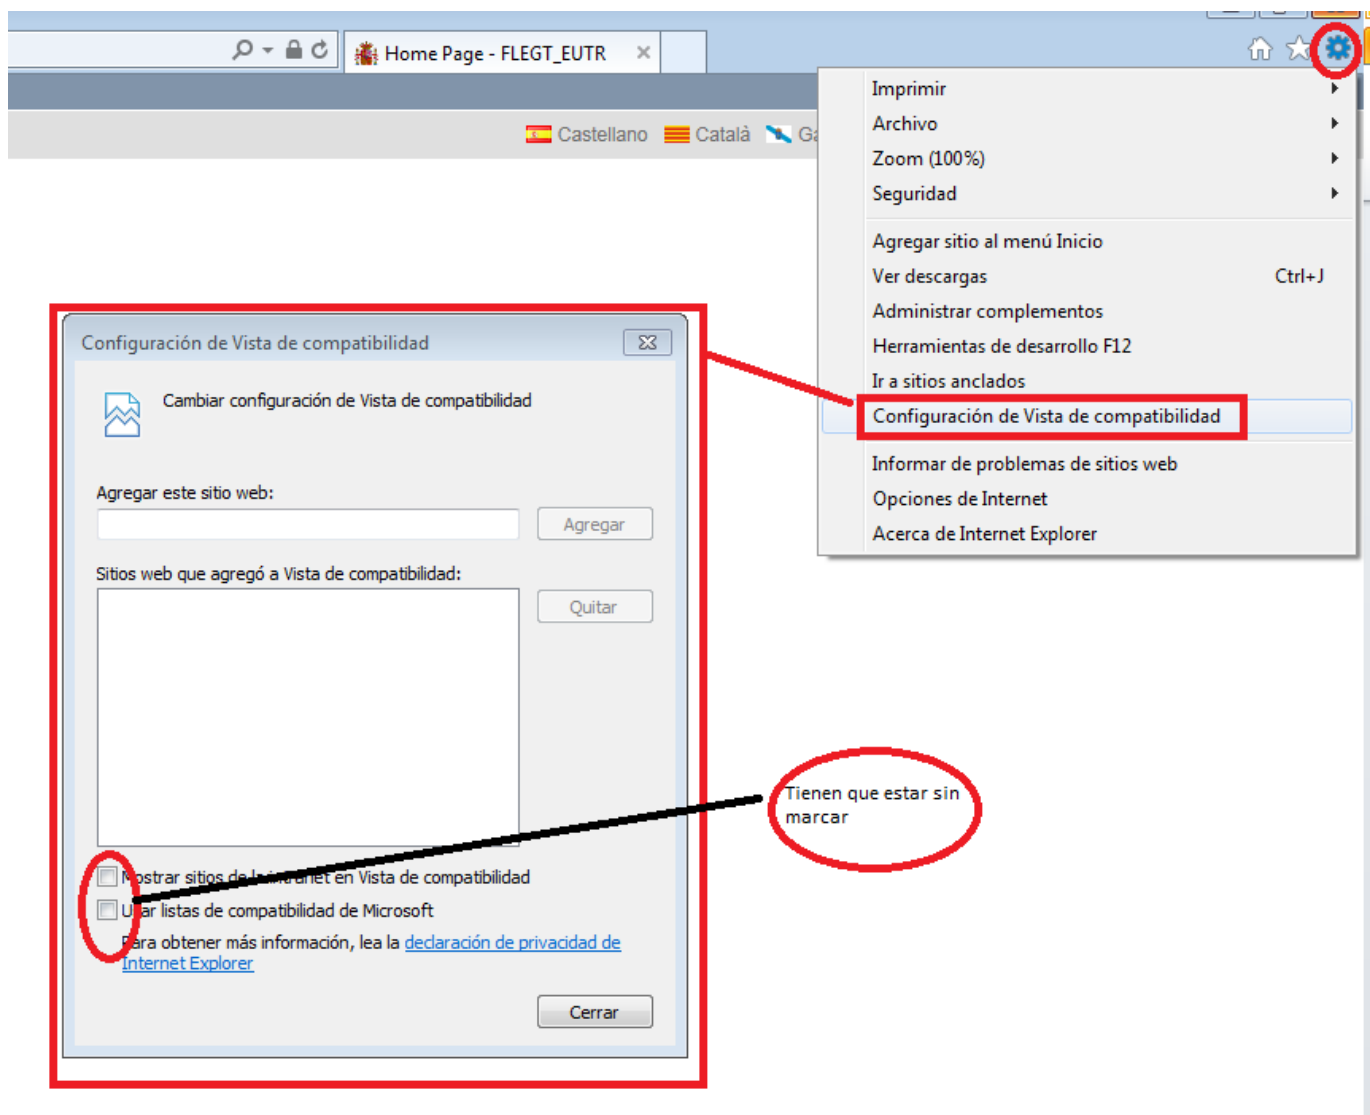 Home Page - FLEGT_EUTR
Castellano Català
Imprimir
Archivo
Zoom (100%)
Seguridad
Agregar sitio al menú Inicio
Ver descargas Ctrl+J
Administrar complementos
Herramientas de desarrollo F12
Ir a sitios anclados
Configuración de Vista de compatibilidad
Informar de problemas de sitios web
Opciones de Internet
Acerca de Internet Explorer
Configuración de Vista de compatibilidad
Cambiar configuración de Vista de compatibilidad
Agregar este sitio web:
Agregar
Sitios web que agregó a Vista de compatibilidad:
Quitar
Tienen que estar sin
marcar
Mostrar sitios de la intranet en Vista de compatibilidad
Usar listas de compatibilidad de Microsoft
Para obtener más información, lea la declaración de privacidad de
Internet Explorer
Cerrar